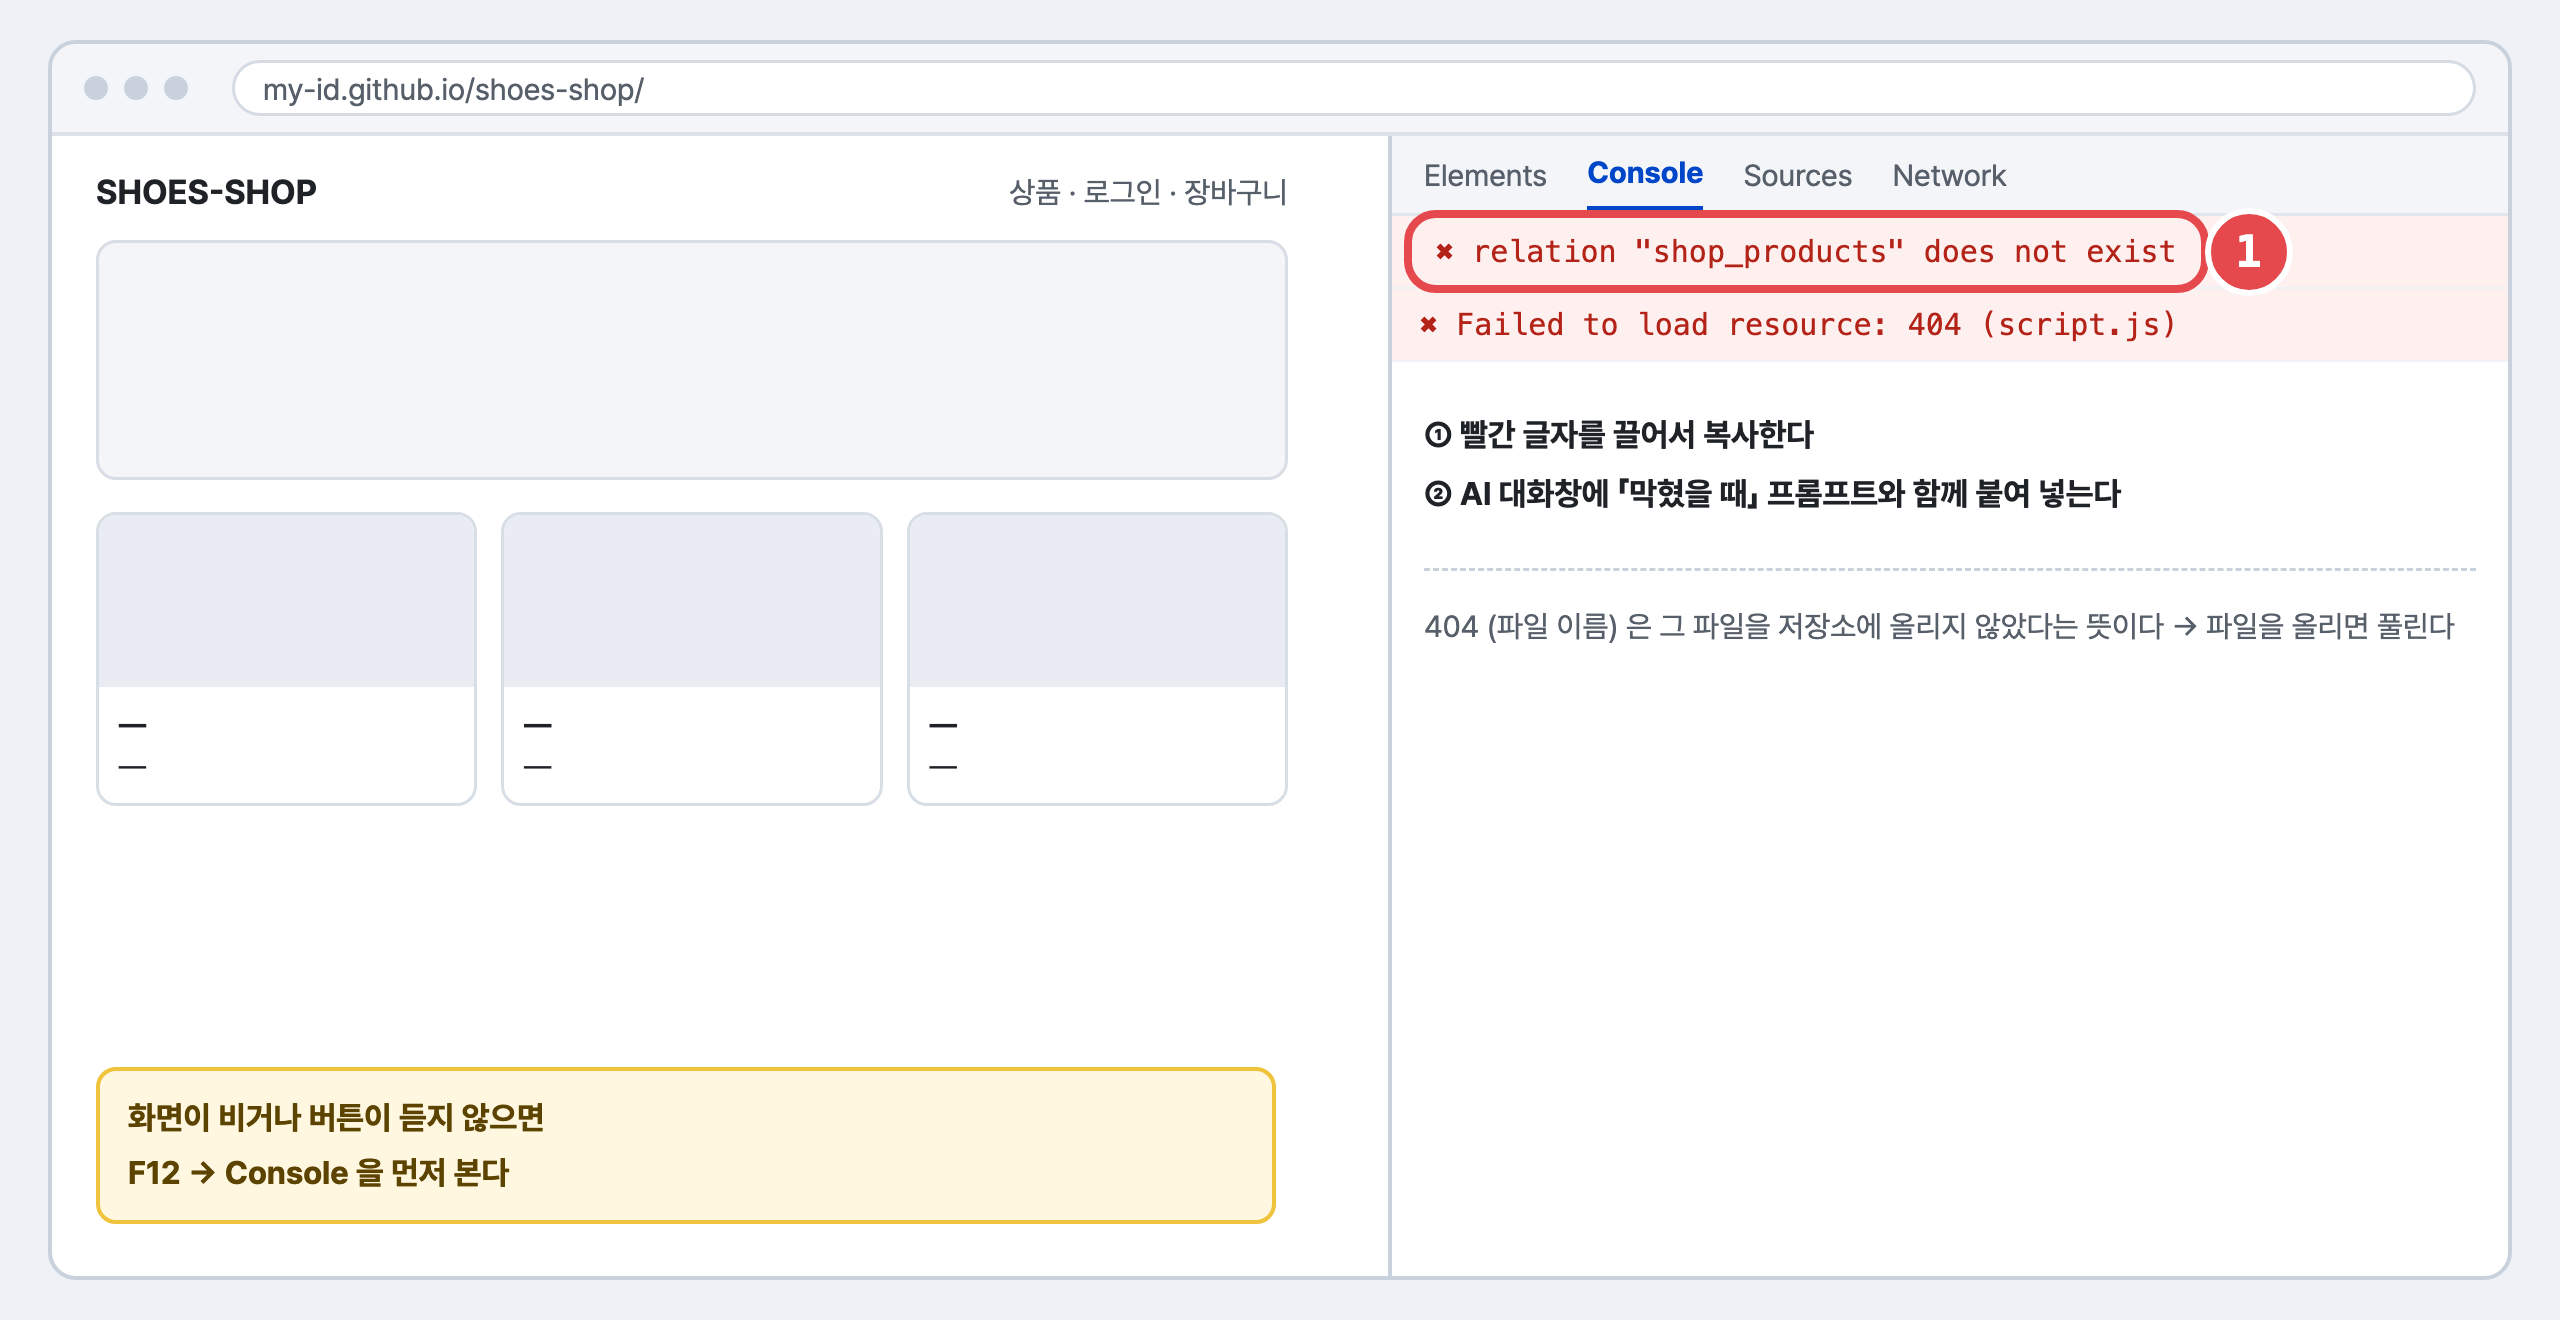 my-id.github.io/shoes-shop/
SHOES-SHOP
상품 · 로그인 · 장바구니
—
—
—
—
—
—
화면이 비거나 버튼이 듣지 않으면
F12 → Console 을 먼저 본다
Elements Console Sources Network
✖ relation "shop_products" does not exist
1
✖ Failed to load resource: 404 (script.js)
① 빨간 글자를 끌어서 복사한다
② AI 대화창에 「막혔을 때」 프롬프트와 함께 붙여 넣는다
404 (파일 이름) 은 그 파일을 저장소에 올리지 않았다는 뜻이다 → 파일을 올리면 풀린다